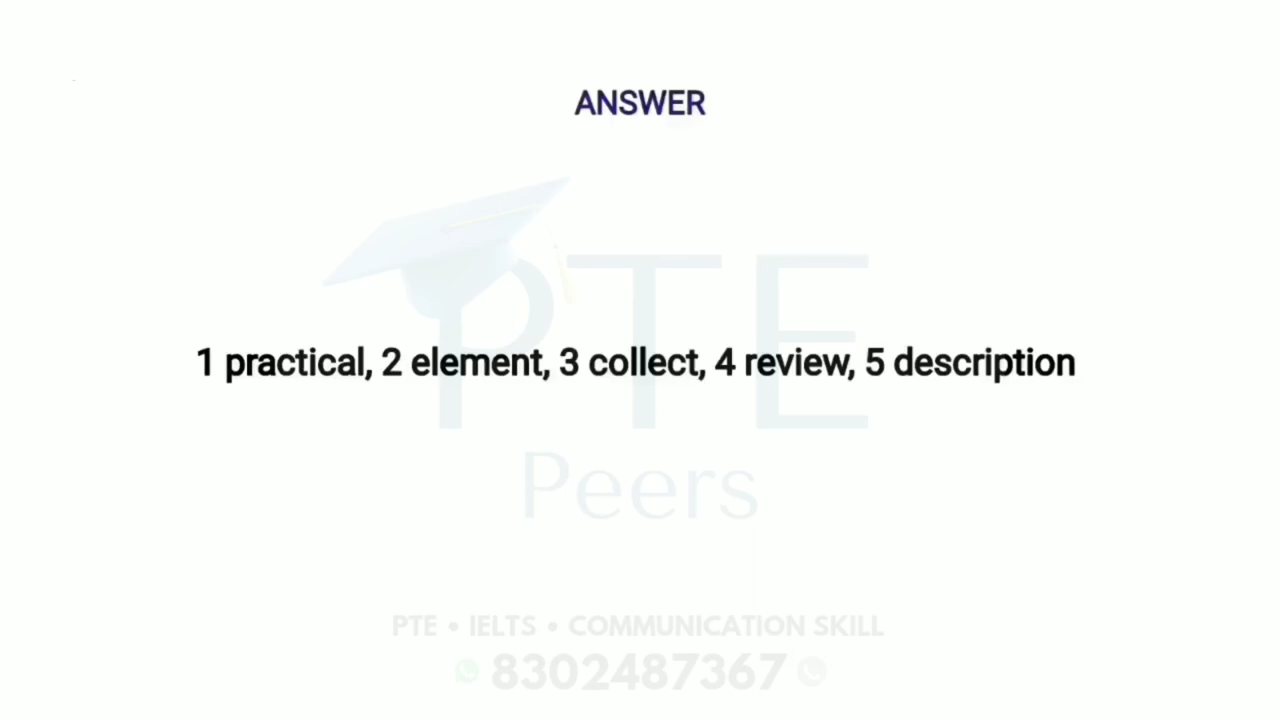 ANSWER
1 practical, 2 element, 3 collect, 4 review, 5 description
PTE
Peers
PTE • IELTS • COMMUNICATION SKILL
8302487367